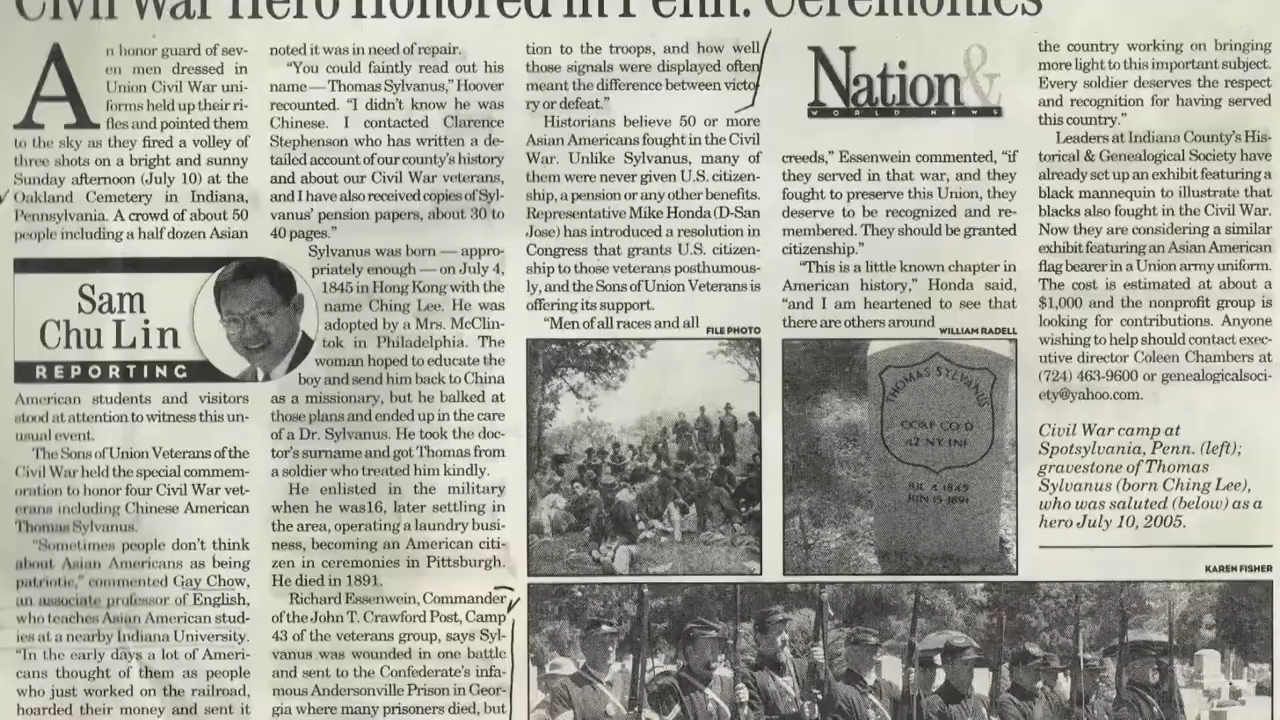 Civil War Hero Honored in Penn. Ceremonies
An honor guard of sev-
en men dressed in
Union Civil War uni-
forms held up their ri-
fles and pointed them
to the sky as they fired a volley of
three shots on a bright and sunny
Sunday afternoon (July 10) at the
Oakland Cemetery in Indiana,
Pennsylvania. A crowd of about 50
people including a half dozen Asian
Sam
Chu Lin
REPORTING
American students and visitors
stood at attention to witness this un-
usual event.
The Sons of Union Veterans of the
Civil War held the special commem-
oration to honor four Civil War vet-
erans including Chinese American
Thomas Sylvanus.
"Sometimes people don't think
about Asian Americans as being
patriotic," commented Gay Chow,
an associate professor of English,
who teaches Asian American stud-
ies at a nearby Indiana University.
"In the early days a lot of Ameri-
cans thought of them as people
who just worked on the railroad,
hoarded their money and sent it
noted it was in need of repair.
"You could faintly read out his
name — Thomas Sylvanus," Hoover
recounted. "I didn't know he was
Chinese. I contacted Clarence
Stephenson who has written a de-
tailed account of our county's history
and about our Civil War veterans,
and I have also received copies of Syl-
vanus' pension papers, about 30 to
40 pages."
Sylvanus was born — appro-
priately enough — on July 4,
1845 in Hong Kong with the
name Ching Lee. He was
adopted by a Mrs. McClin-
tok in Philadelphia. The
woman hoped to educate the
boy and send him back to China
as a missionary, but he balked at
those plans and ended up in the care
of a Dr. Sylvanus. He took the doc-
tor's surname and got Thomas from
a soldier who treated him kindly.
He enlisted in the military
when he was16, later settling in
the area, operating a laundry busi-
ness, becoming an American citi-
zen in ceremonies in Pittsburgh.
He died in 1891.
Richard Essenwein, Commander
of the John T. Crawford Post, Camp
43 of the veterans group, says Syl-
vanus was wounded in one battle
and sent to the Confederate's infa-
mous Andersonville Prison in Geor-
gia where many prisoners died, but
tion to the troops, and how well
those signals were displayed often
meant the difference between victo-
ry or defeat."
Historians believe 50 or more
Asian Americans fought in the Civil
War. Unlike Sylvanus, many of
them were never given U.S. citizen-
ship, a pension or any other benefits.
Representative Mike Honda (D-San
Jose) has introduced a resolution in
Congress that grants U.S. citizen-
ship to those veterans posthumous-
ly, and the Sons of Union Veterans is
offering its support.
"Men of all races and all
FILE PHOTO
Nation&
WORLD NEWS
creeds," Essenwein commented, "if
they served in that war, and they
fought to preserve this Union, they
deserve to be recognized and re-
membered. They should be granted
citizenship."
"This is a little known chapter in
American history," Honda said,
"and I am heartened to see that
there are others around
WILLIAM RADELL
THOMAS SYLVANUS
CORP CO D
42 NY INF
JUL 4 1845
JUN 15 1891
the country working on bringing
more light to this important subject.
Every soldier deserves the respect
and recognition for having served
this country."
Leaders at Indiana County's His-
torical & Genealogical Society have
already set up an exhibit featuring a
black mannequin to illustrate that
blacks also fought in the Civil War.
Now they are considering a similar
exhibit featuring an Asian American
flag bearer in a Union army uniform.
The cost is estimated at about a
$1,000 and the nonprofit group is
looking for contributions. Anyone
wishing to help should contact exec-
utive director Coleen Chambers at
(724) 463-9600 or genealogicalsoci-
ety@yahoo.com.
Civil War camp at
Spotsylvania, Penn. (left);
gravestone of Thomas
Sylvanus (born Ching Lee),
who was saluted (below) as a
hero July 10, 2005.
KAREN FISHER